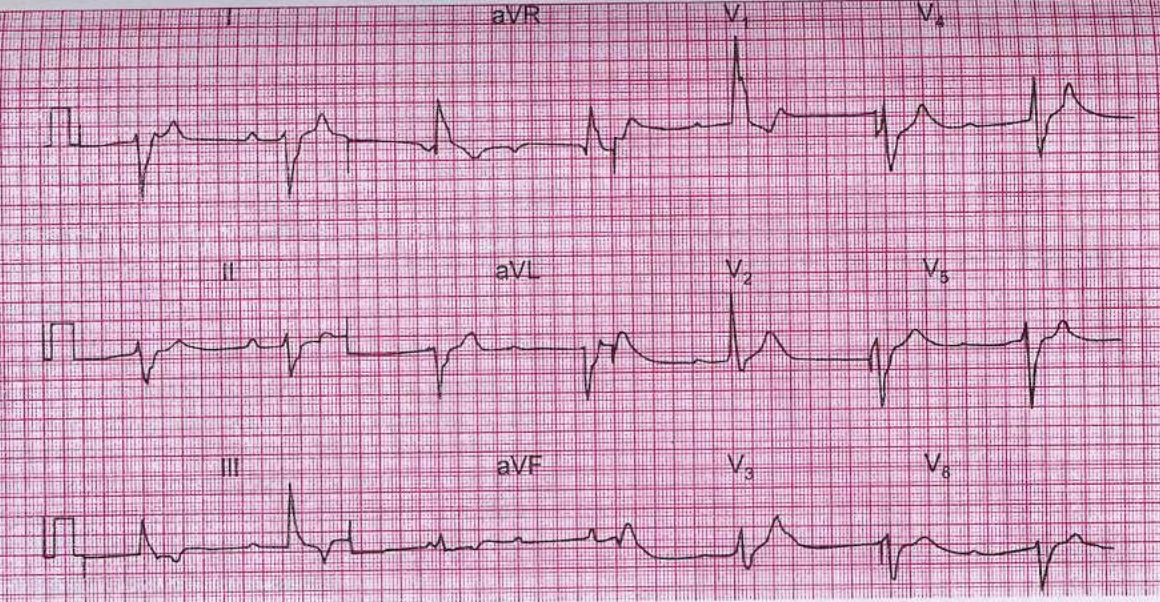 I aVR V₁ V₄
II aVL V₂ V₅
III aVF V₃ V₆